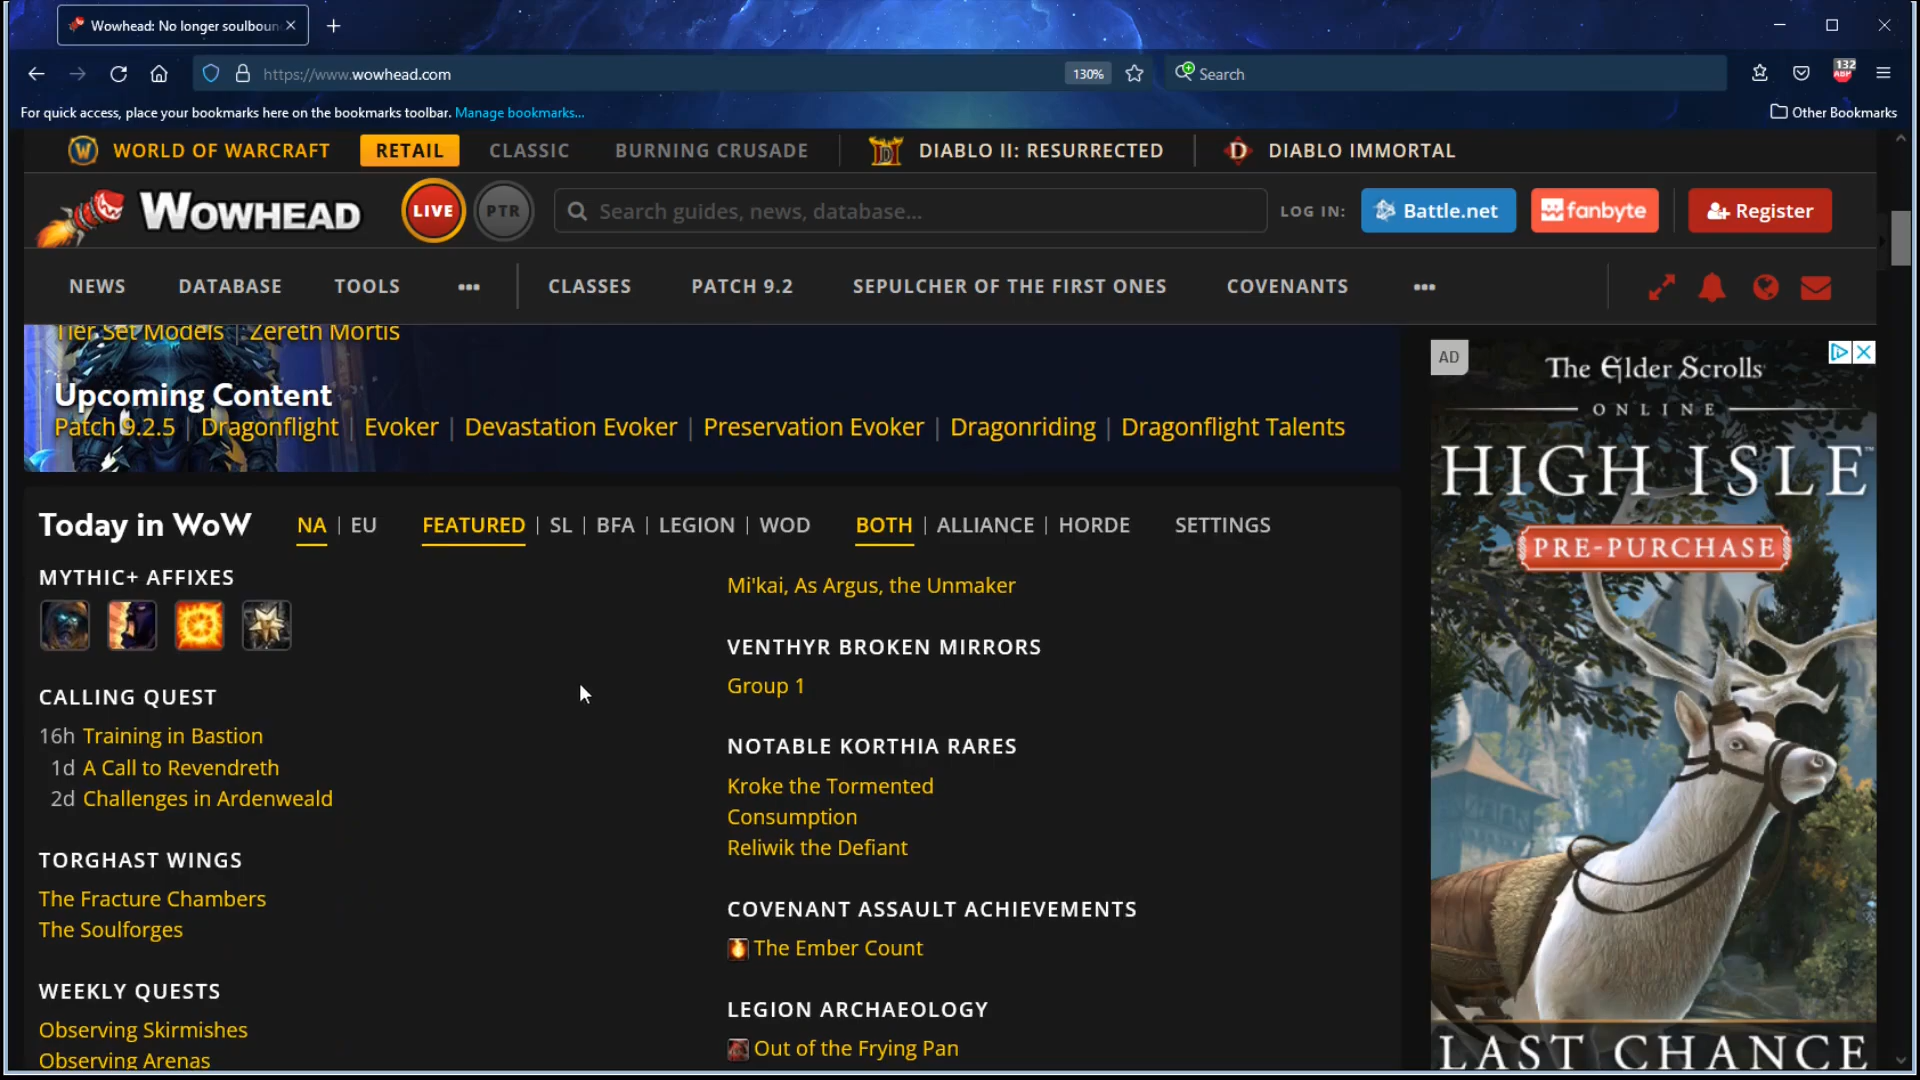 Wowhead: No longer soulboun
https://www.wowhead.com
130%
Search
132
ABP
For quick access, place your bookmarks here on the bookmarks toolbar. Manage bookmarks...
Other Bookmarks
WORLD OF WARCRAFT RETAIL CLASSIC BURNING CRUSADE DIABLO II: RESURRECTED DIABLO IMMORTAL
WOWHEAD LIVE PTR Search guides, news, database... LOG IN: Battle.net fanbyte Register
NEWS DATABASE TOOLS ••• CLASSES PATCH 9.2 SEPULCHER OF THE FIRST ONES COVENANTS •••
Tier Set Models | Zereth Mortis
Upcoming Content
Patch 9.2.5 | Dragonflight | Evoker | Devastation Evoker | Preservation Evoker | Dragonriding | Dragonflight Talents
Today in WoW NA | EU FEATURED | SL | BFA | LEGION | WOD BOTH | ALLIANCE | HORDE SETTINGS
MYTHIC+ AFFIXES
CALLING QUEST
16h Training in Bastion
1d A Call to Revendreth
2d Challenges in Ardenweald
TORGHAST WINGS
The Fracture Chambers
The Soulforges
WEEKLY QUESTS
Observing Skirmishes
Observing Arenas
Mi'kai, As Argus, the Unmaker
VENTHYR BROKEN MIRRORS
Group 1
NOTABLE KORTHIA RARES
Kroke the Tormented
Consumption
Reliwik the Defiant
COVENANT ASSAULT ACHIEVEMENTS
The Ember Count
LEGION ARCHAEOLOGY
Out of the Frying Pan
AD
The Elder Scrolls
ONLINE
HIGH ISLE™
PRE-PURCHASE
LAST CHANCE